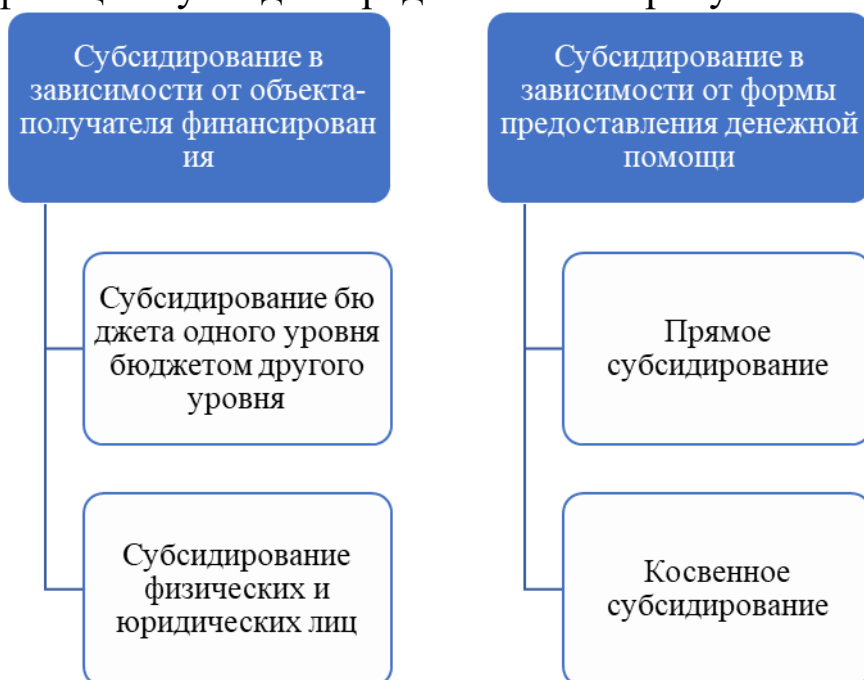 Субсидирование в
зависимости от объекта-
получателя финансирован
ия
Субсидирование бю
джета одного уровня
бюджетом другого
уровня
Субсидирование
физических и
юридических лиц
Субсидирование в
зависимости от формы
предоставления денежной
помощи
Прямое
субсидирование
Косвенное
субсидирование